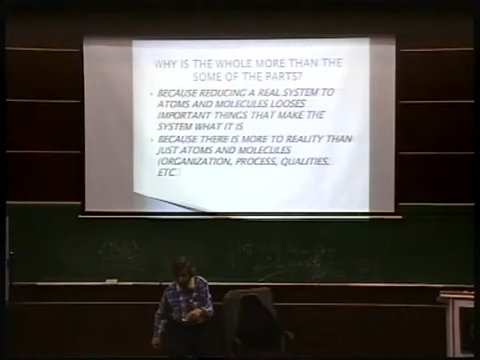 WHY IS THE WHOLE MORE THAN THE
SOME OF THE PARTS?
• BECAUSE REDUCING A REAL SYSTEM TO
ATOMS AND MOLECULES LOOSES
IMPORTANT THINGS THAT MAKE THE
SYSTEM WHAT IT IS
• BECAUSE THERE IS MORE TO REALITY THAN
JUST ATOMS AND MOLECULES
(ORGANIZATION, PROCESS, QUALITIES,
ETC.